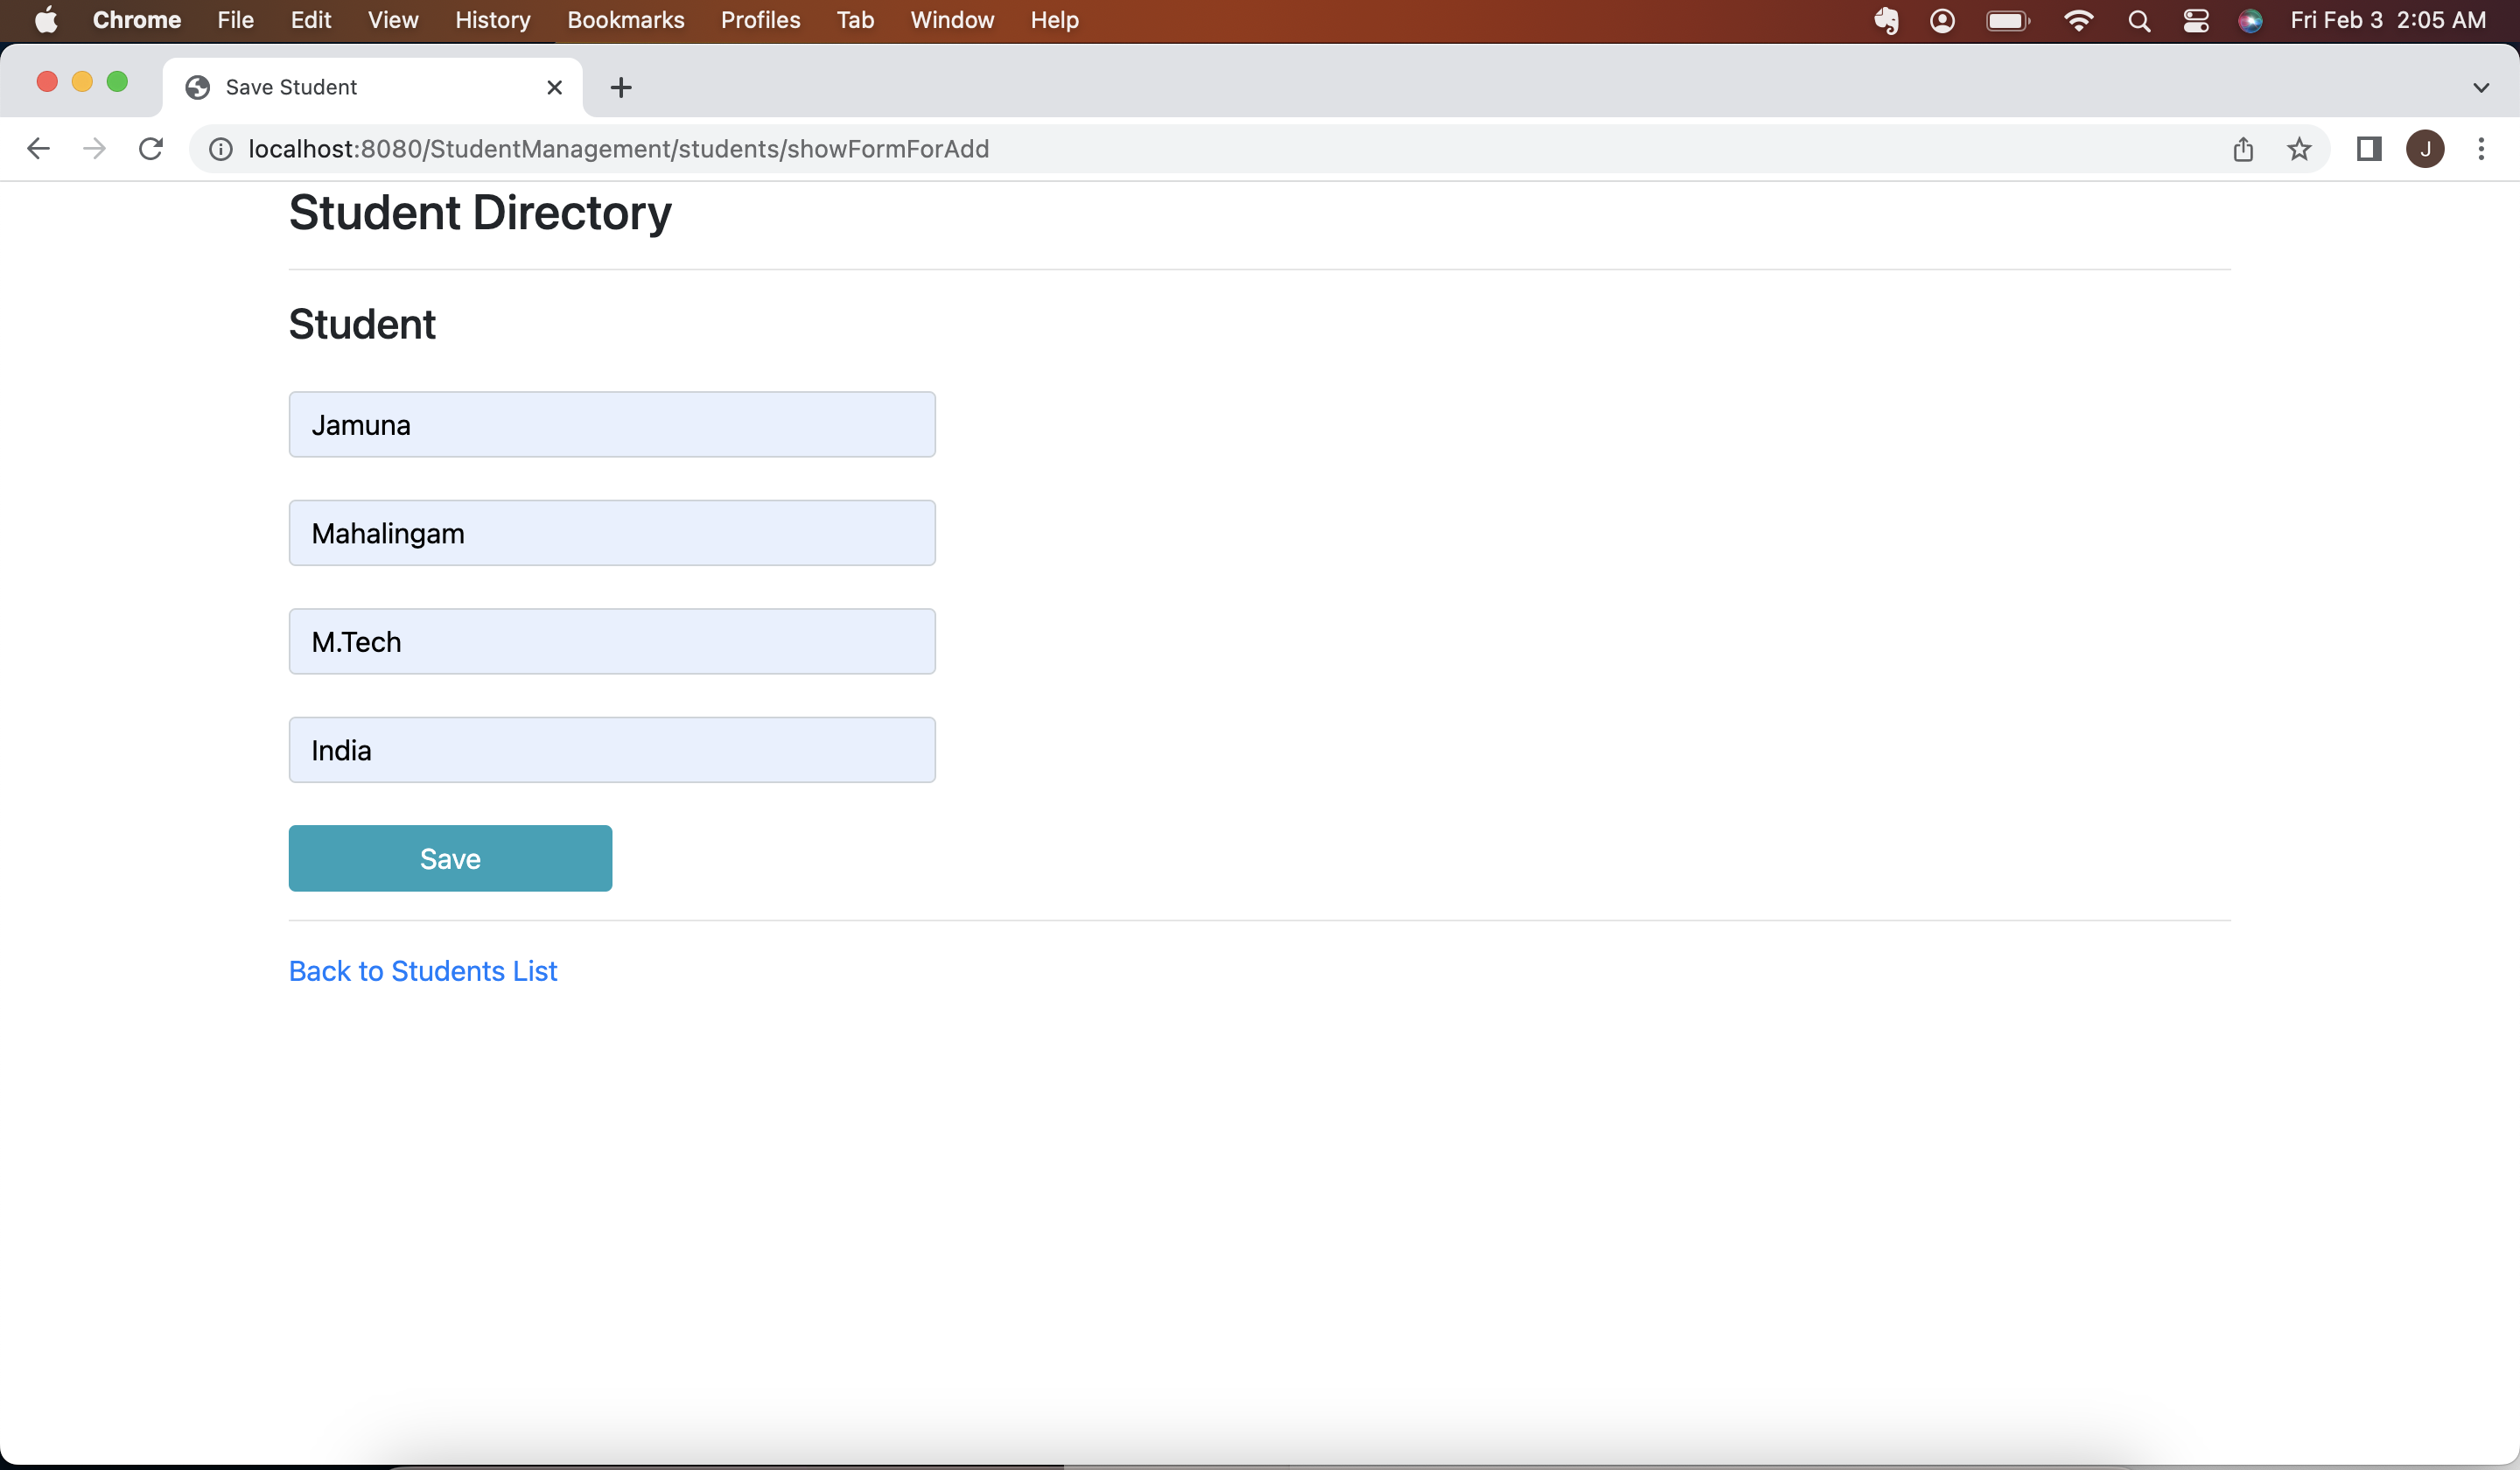 Chrome File Edit View History Bookmarks Profiles Tab Window Help Fri Feb 3 2:05 AM
Save Student
localhost:8080/StudentManagement/students/showFormForAdd J
Student Directory
Student
Jamuna
Mahalingam
M.Tech
India
Save
Back to Students List